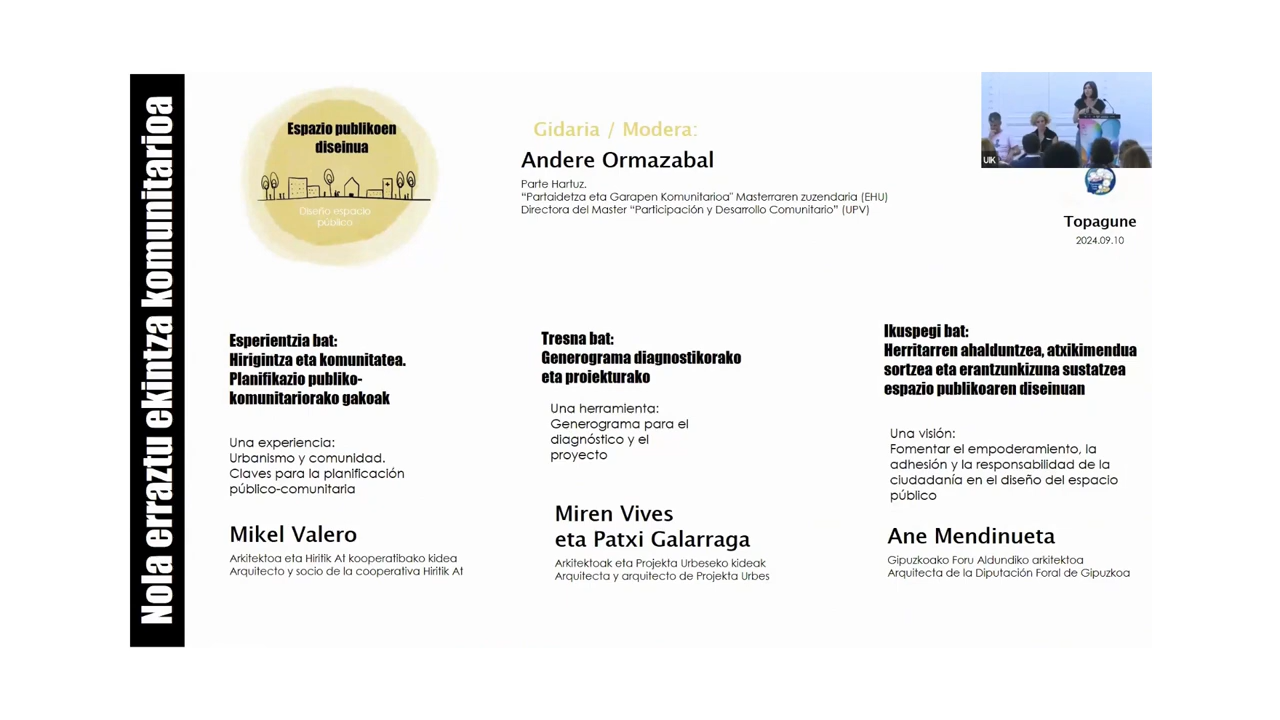 Nola erraztu ekintza komunitarioa
Espazio publikoen
diseinua
Diseño espacio
público
Gidaria / Modera:
Andere Ormazabal
Parte Hartuz.
“Partaidetza eta Garapen Komunitarioa" Masterraren zuzendaria (EHU)
Directora del Master “Participación y Desarrollo Comunitario” (UPV)
UIK
Topagune
2024.09.10
Esperientzia bat:
Hirigintza eta komunitatea.
Planifikazio publiko-
komunitariorako gakoak
Una experiencia:
Urbanismo y comunidad.
Claves para la planificación
público-comunitaria
Mikel Valero
Arkitektoa eta Hiritik At kooperatibako kidea
Arquitecto y socio de la cooperativa Hiritik At
Tresna bat:
Generograma diagnostikorako
eta proiekturako
Una herramienta:
Generograma para el
diagnóstico y el
proyecto
Miren Vives
eta Patxi Galarraga
Arkitektoak eta Projekta Urbeseko kideak
Arquitecta y arquitecto de Projekta Urbes
Ikuspegi bat:
Herritarren ahalduntzea, atxikimendua
sortzea eta erantzunkizuna sustatzea
espazio publikoaren diseinuan
Una visión:
Fomentar el empoderamiento, la
adhesión y la responsabilidad de la
ciudadanía en el diseño del espacio
público
Ane Mendinueta
Gipuzkoako Foru Aldundiko arkitektoa
Arquitecta de la Diputación Foral de Gipuzkoa